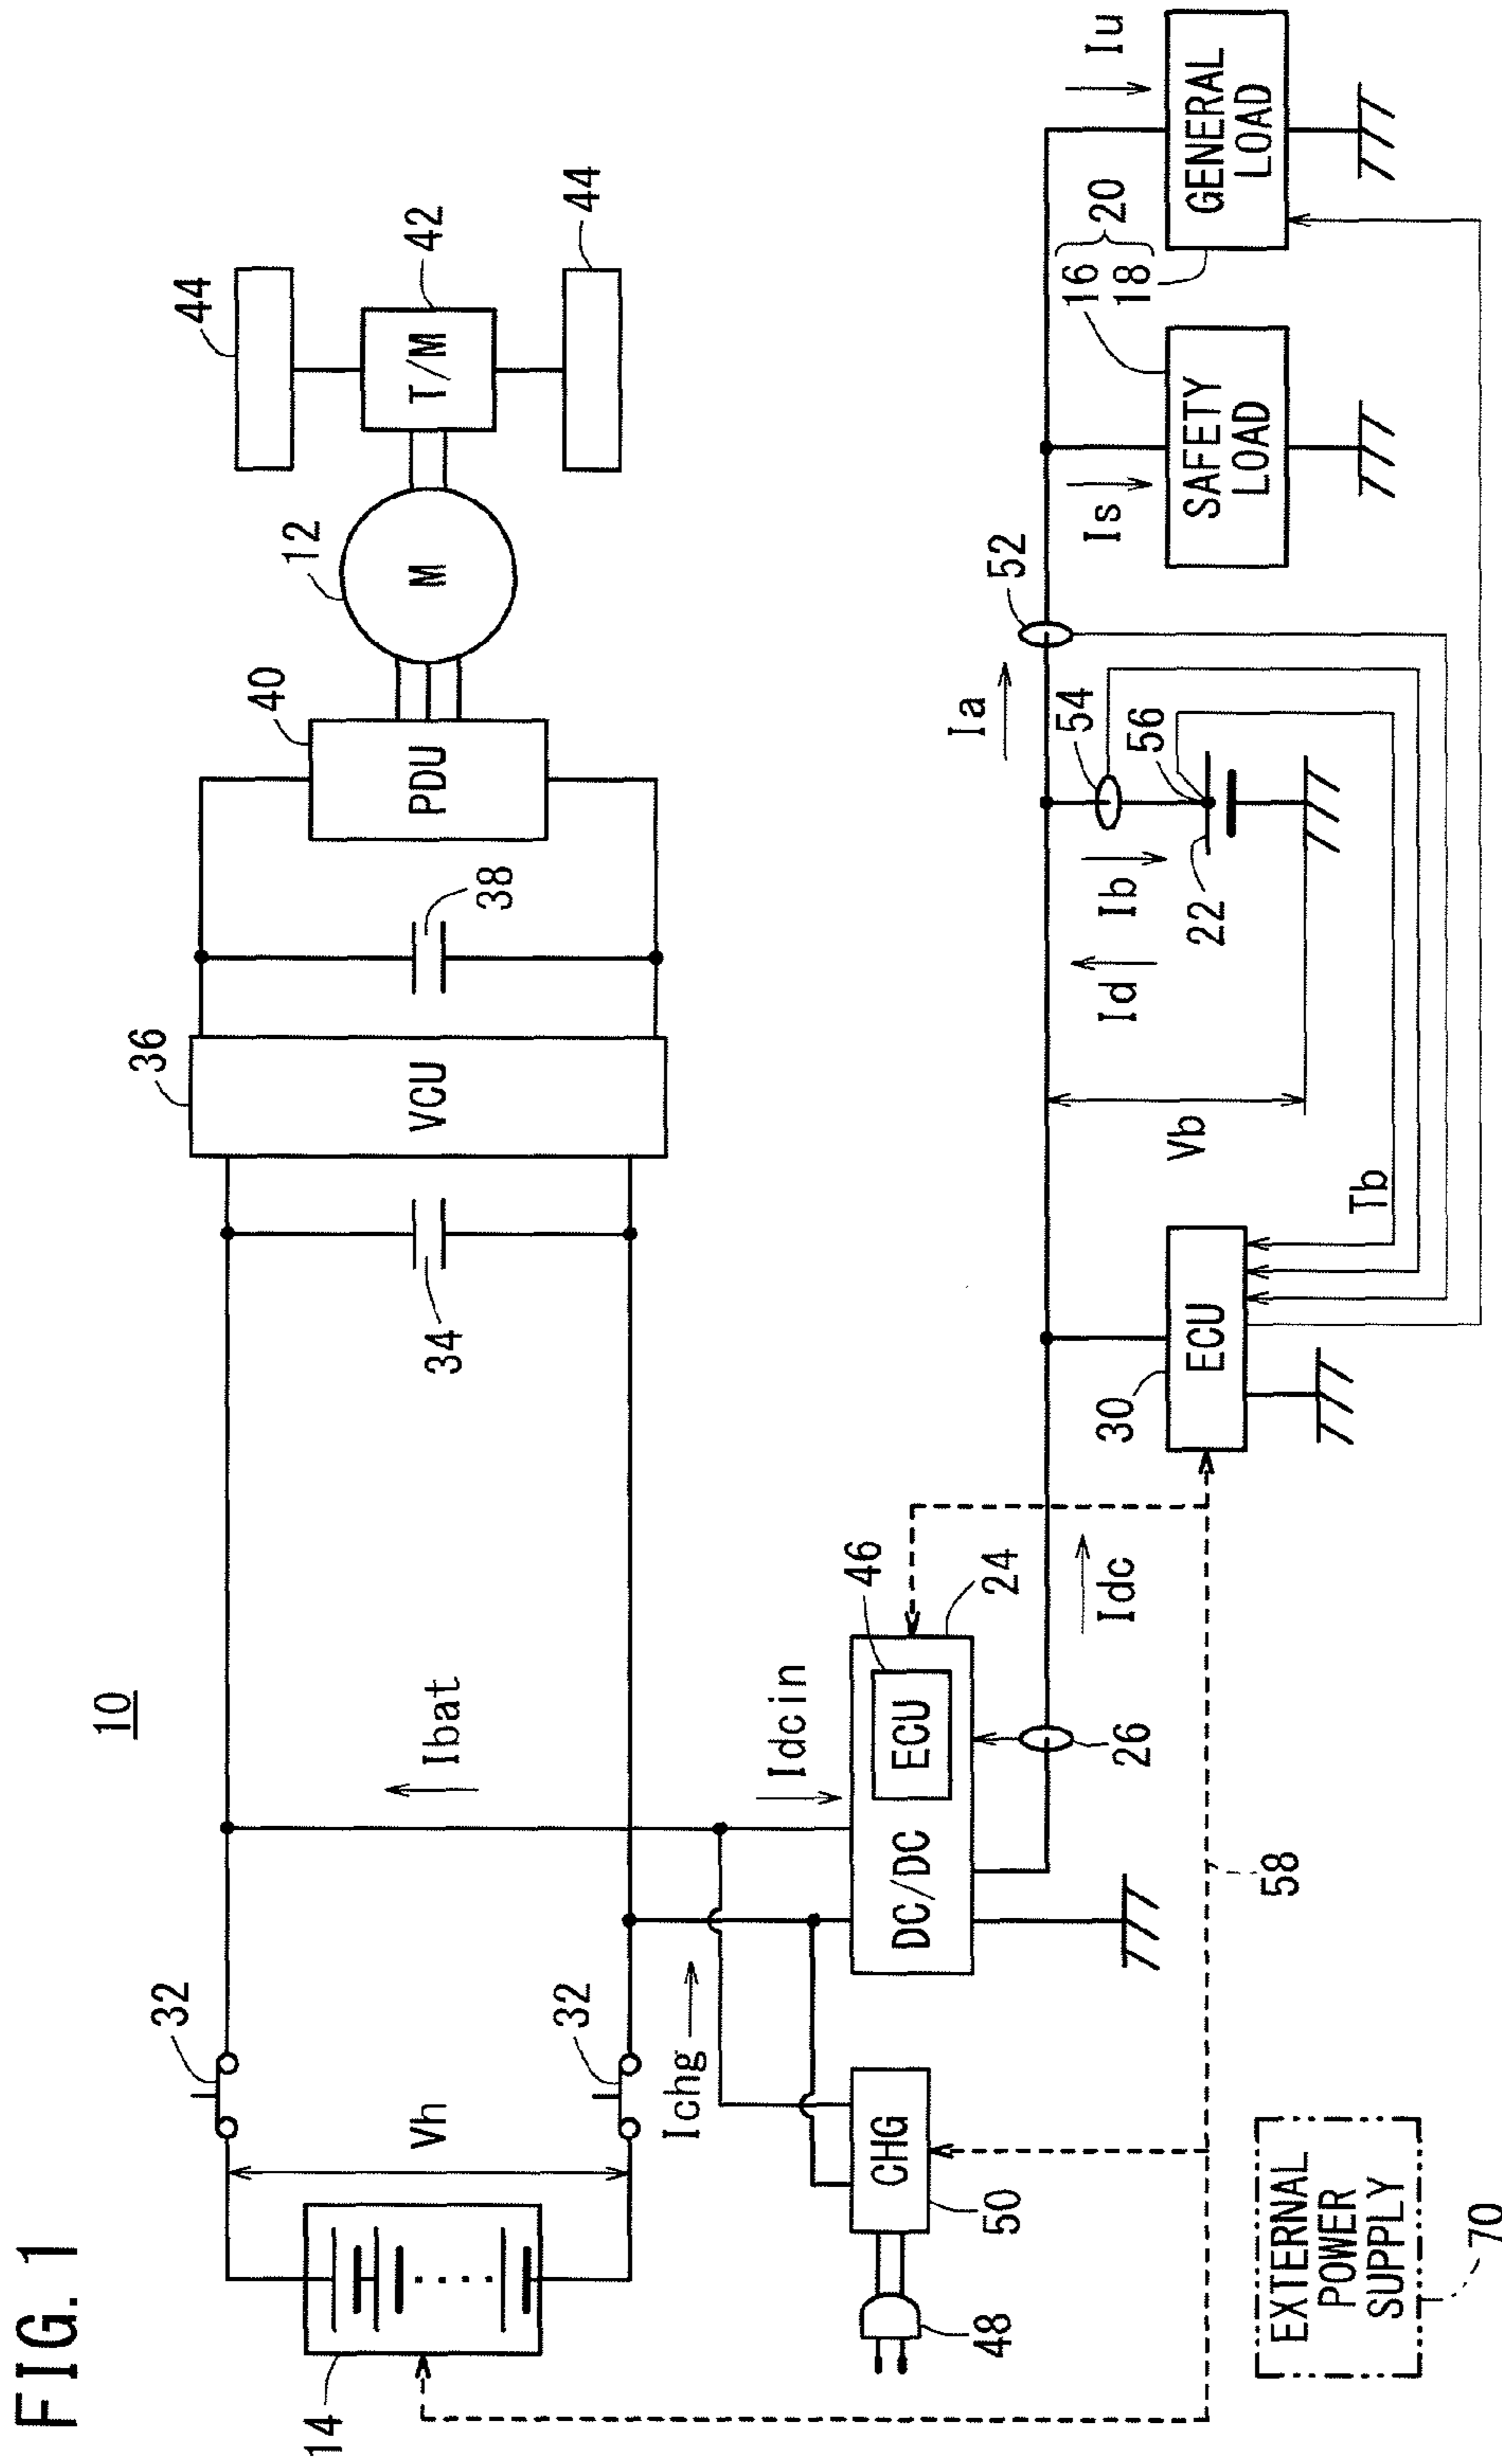 FIG. 1
10
14
Vh
32
32
Ibat
34
36
VCU
38
40
PDU
12
M
42
T/M
44
44
Ichg
Idcin
48
CHG
50
DC/DC
ECU
46
24
26
Idc
58
30
ECU
Tb
Vb
Id
Ib
22
54
56
Ia
52
Is
SAFETY
LOAD
16
18
20
Iu
GENERAL
LOAD
EXTERNAL
POWER
SUPPLY
70